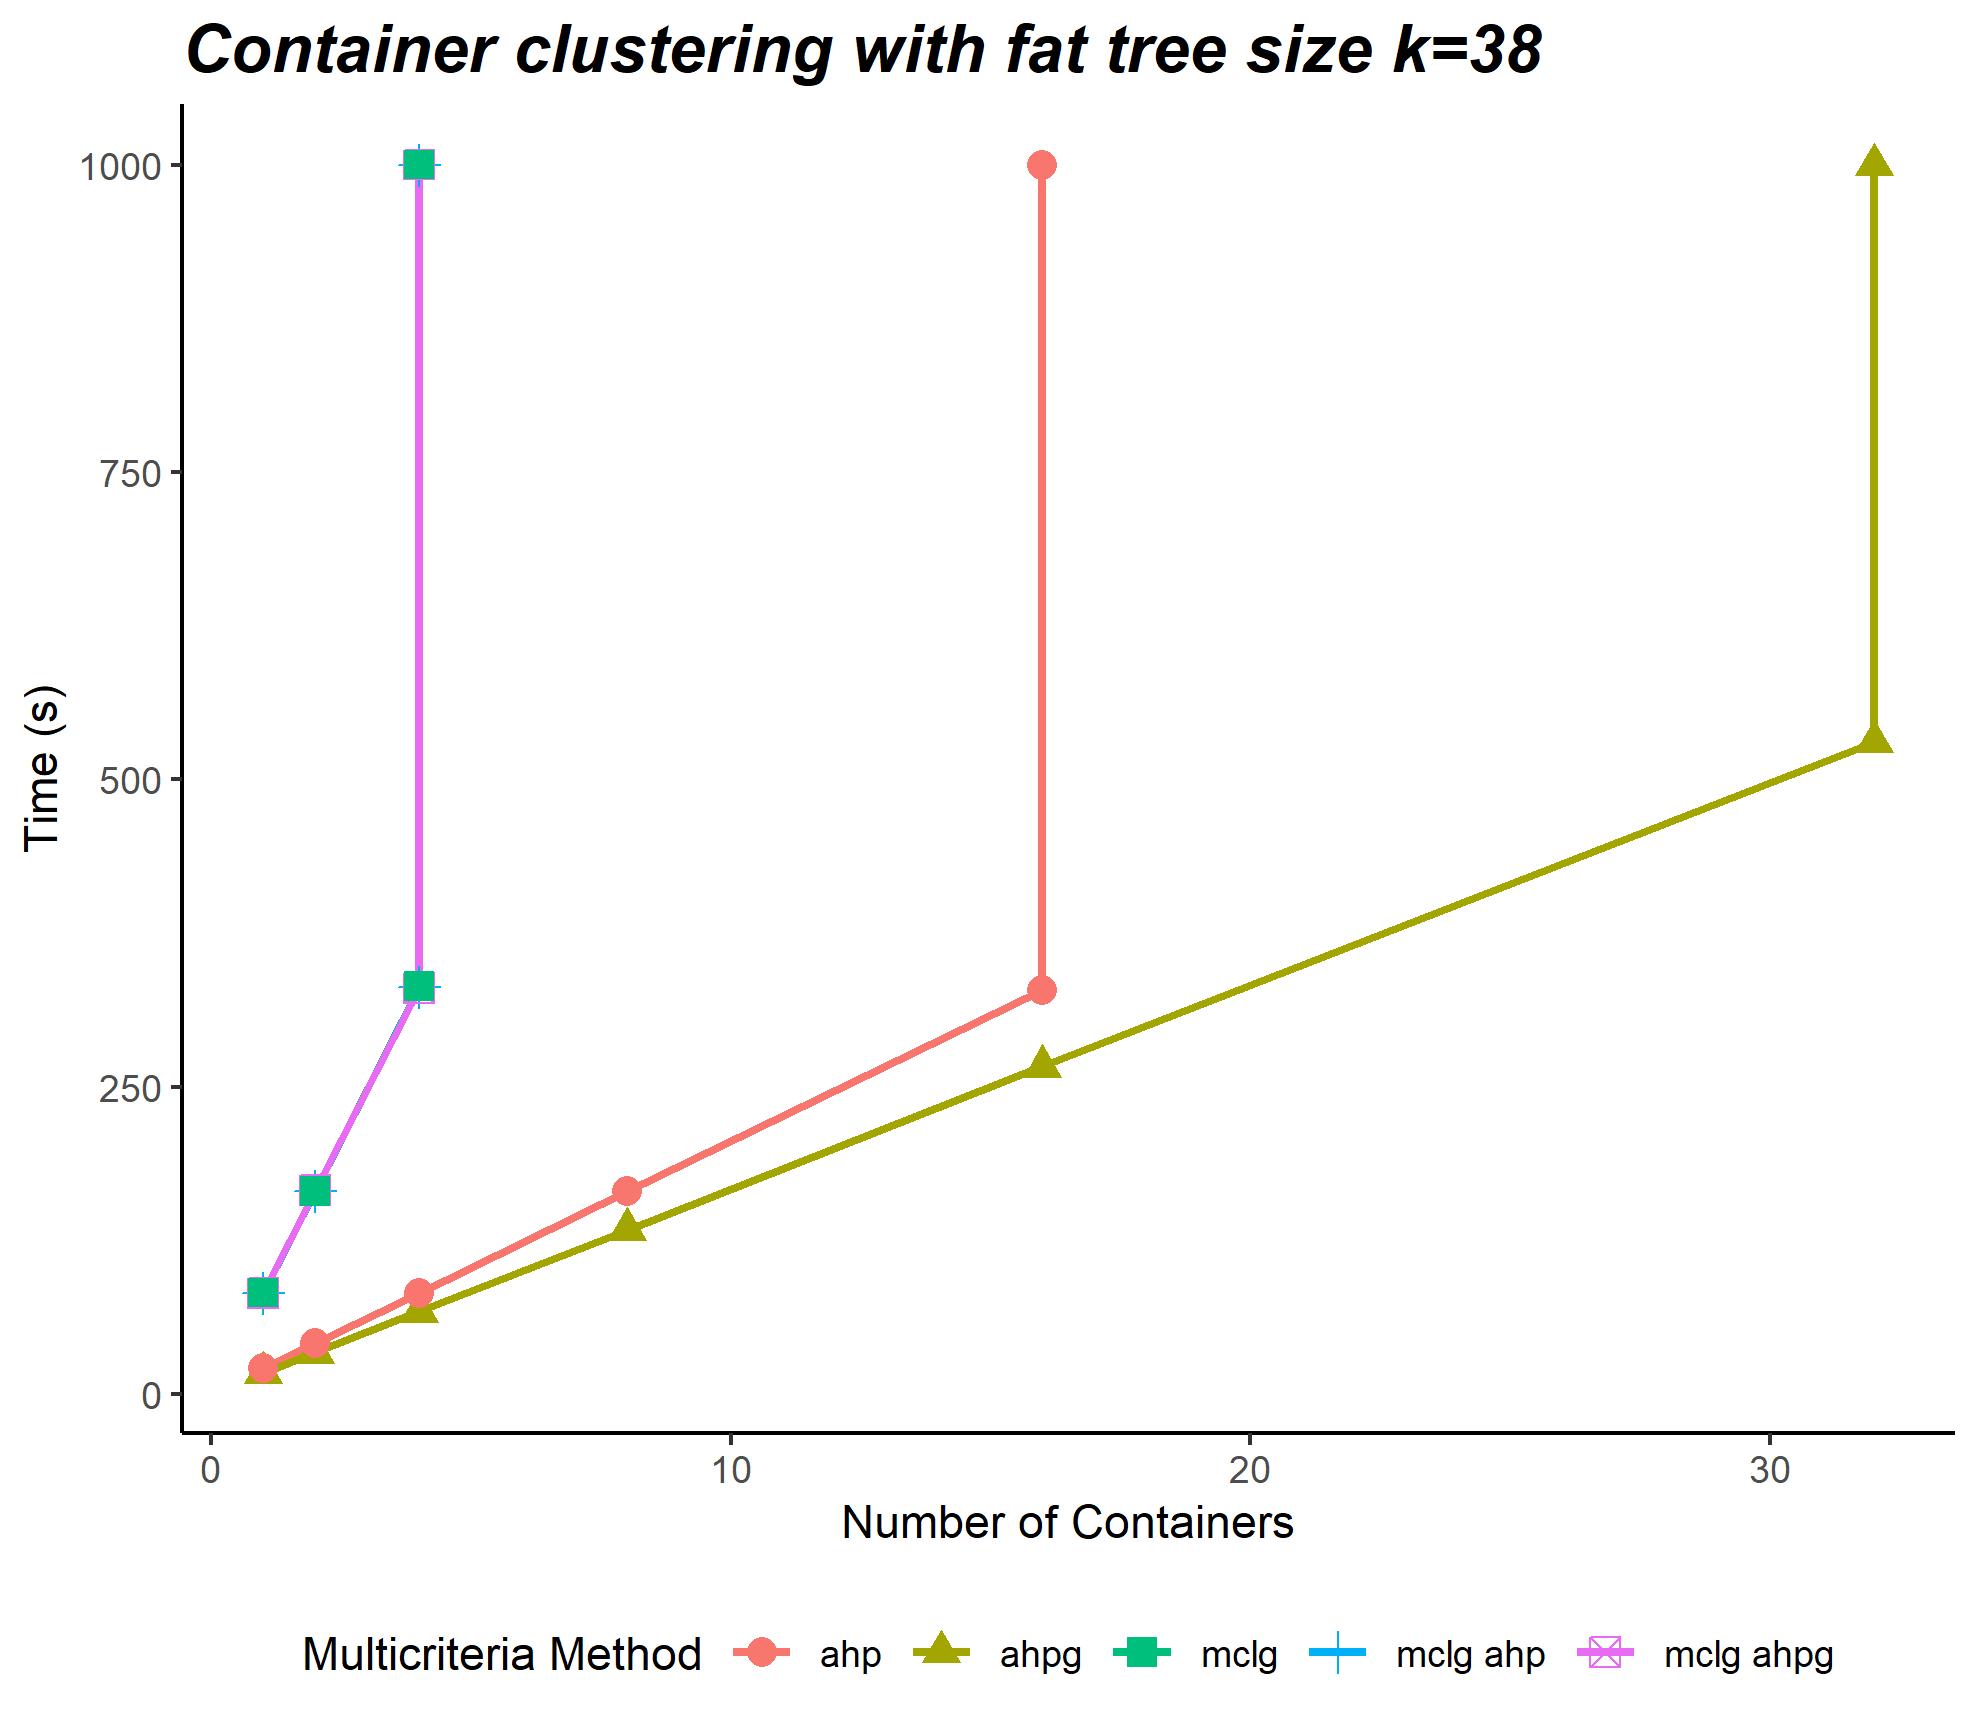 Container clustering with fat tree size k=38
1000
750
500
250
0
Time (s)
0 10 20 30
Number of Containers
Multicriteria Method ahp ahpg mclg mclg ahp mclg ahpg